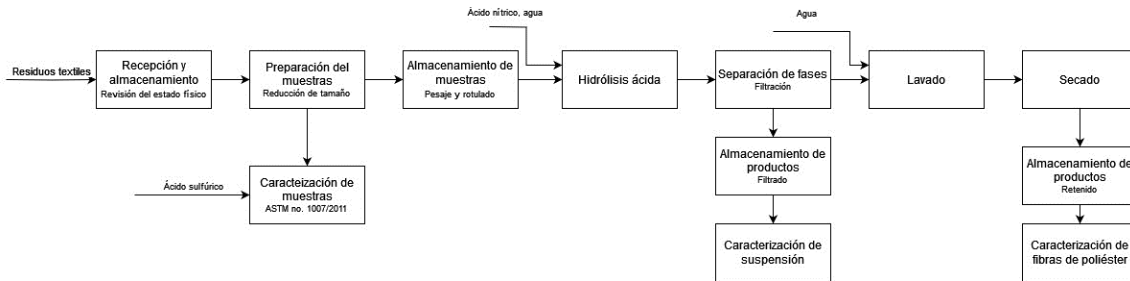 Ácido nítrico, agua
Agua
Residuos textiles
Recepción y
almacenamiento
Revisión del estado físico
Preparación del
muestras
Reducción de tamaño
Almacenamiento de
muestras
Pesaje y rotulado
Hidrólisis ácida
Separación de fases
Filtración
Lavado
Secado
Almacenamiento de
productos
Filtrado
Almacenamiento de
productos
Retenido
Ácido sulfúrico
Caracteización de
muestras
ASTM no. 1007/2011
Caracterización de
suspensión
Caracterización de
fibras de poliéster